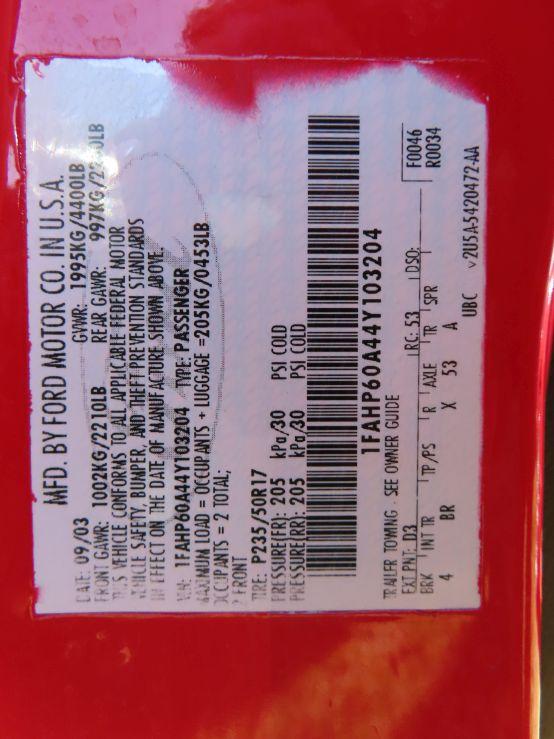 MFD. BY FORD MOTOR CO. IN U.S.A.
DATE: 09/03 GVWR: 1995KG/4400LB
FRONT GAWR: 1002KG/2210LB REAR GAWR: 997KG/
THIS VEHICLE CONFORMS TO ALL APPLICABLE FEDERAL MOTOR
VEHICLE SAFETY, BUMPER, AND THEFT PREVENTION STANDARDS
IN EFFECT ON THE DATE OF MANUFACTURE SHOWN ABOVE.
VIN: 1FAHP60A44Y103204 TYPE: PASSENGER
MAXIMUM LOAD = OCCUPANTS + LUGGAGE =205KG/0453LB
OCCUPANTS = 2 TOTAL;
2 FRONT
TIRE: P235/50R17
PRESSURE(FR): 205 kPa/30 PSI COLD
PRESSURE(RR): 205 kPa/30 PSI COLD
1FAHP60A44Y103204
TRAILER TOWING - SEE OWNER GUIDE F0046
EXT PNT: D3 RC: 53 DSO: R0034
BRK INT TR TP/PS R AXLE TR SPR
4 BR X 53 A
UBC v2U5A-5420472-AA